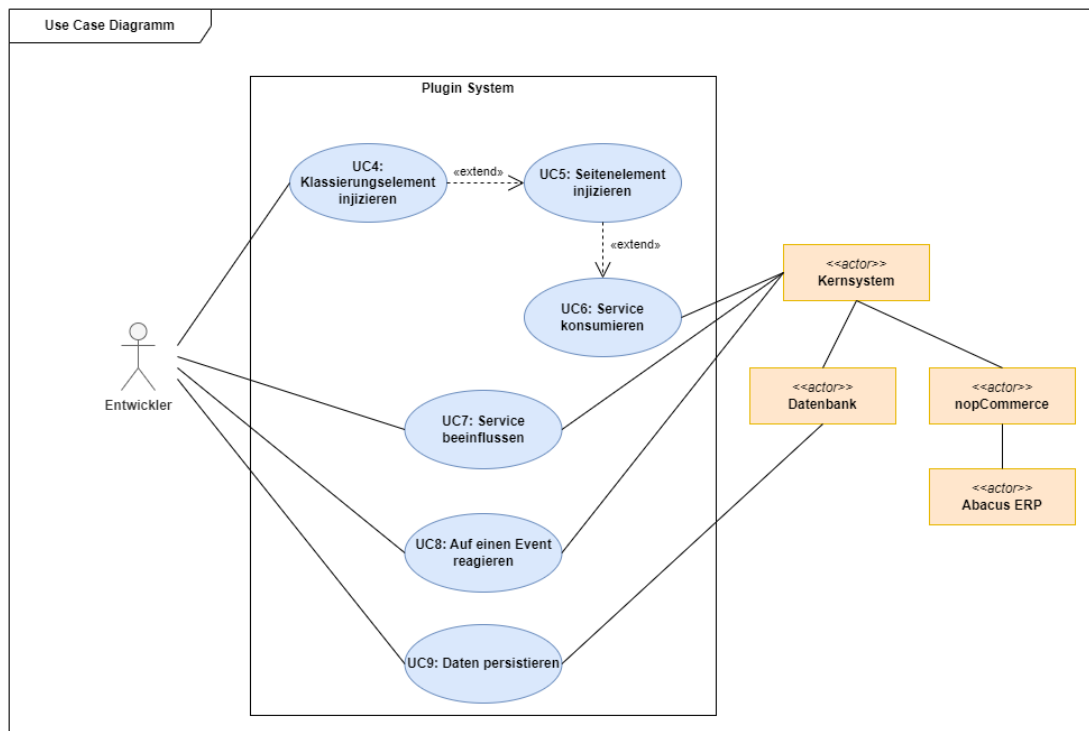 Use Case Diagramm
Plugin System
UC4:
Klassierungselement
injizieren
«extend»
UC5: Seitenelement
injizieren
«extend»
UC6: Service
konsumieren
<<actor>>
Kernsystem
Entwickler
<<actor>>
Datenbank
<<actor>>
nopCommerce
UC7: Service
beeinflussen
<<actor>>
Abacus ERP
UC8: Auf einen Event
reagieren
UC9: Daten persistieren